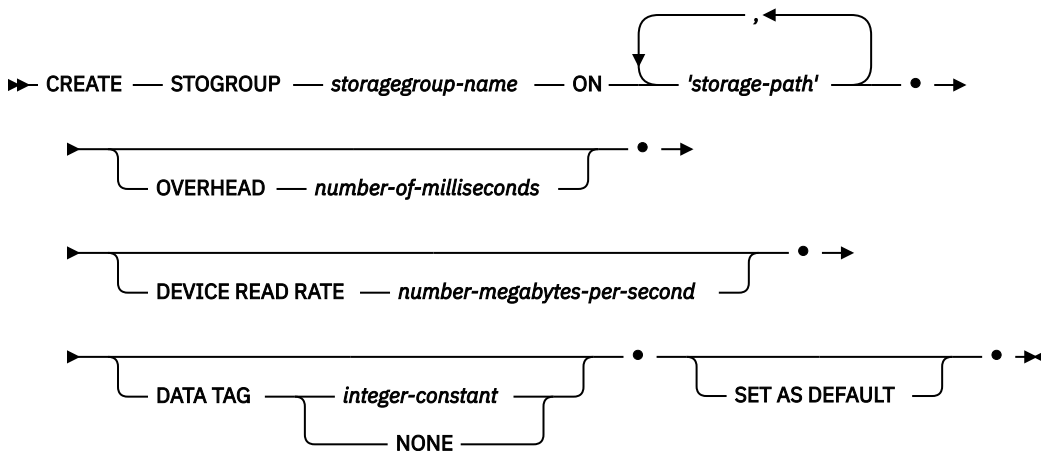 ,
CREATE STOGROUP storagegroup-name ON 'storage-path'
OVERHEAD number-of-milliseconds
DEVICE READ RATE number-megabytes-per-second
DATA TAG integer-constant SET AS DEFAULT
NONE